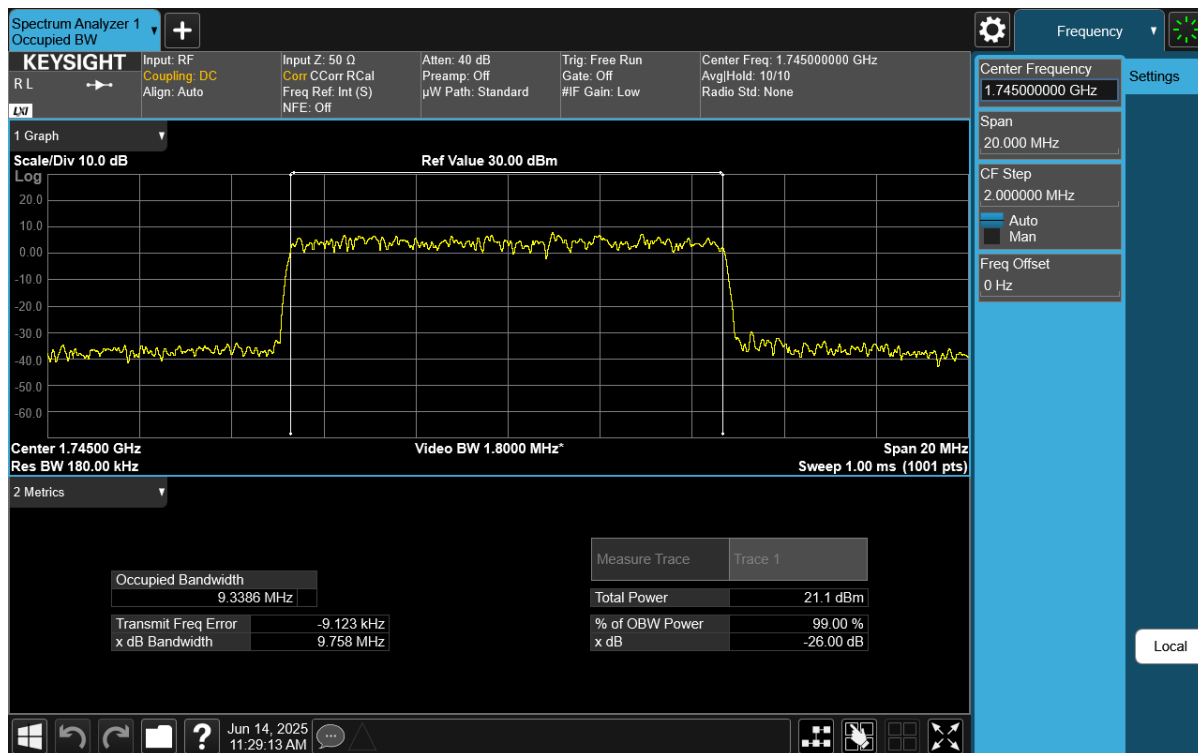 Spectrum Analyzer 1
Occupied BW
Frequency
KEYSIGHT
R L
LXI
Input: RF
Coupling: DC
Align: Auto
Input Z: 50 Ω
Corr CCorr RCal
Freq Ref: Int (S)
NFE: Off
Atten: 40 dB
Preamp: Off
µW Path: Standard
Trig: Free Run
Gate: Off
#IF Gain: Low
Center Freq: 1.745000000 GHz
Avg|Hold: 10/10
Radio Std: None
Center Frequency
1.745000000 GHz
Settings
Span
20.000 MHz
CF Step
2.000000 MHz
Auto
Man
Freq Offset
0 Hz
1 Graph
Scale/Div 10.0 dB
Ref Value 30.00 dBm
Log
20.0
10.0
0.00
-10.0
-20.0
-30.0
-40.0
-50.0
-60.0
Center 1.74500 GHz
Video BW 1.8000 MHz*
Span 20 MHz
Res BW 180.00 kHz
Sweep 1.00 ms (1001 pts)
2 Metrics
Measure Trace
Trace 1
Occupied Bandwidth
9.3386 MHz
Total Power
21.1 dBm
Transmit Freq Error
-9.123 kHz
% of OBW Power
99.00 %
x dB Bandwidth
9.758 MHz
x dB
-26.00 dB
Local
?
Jun 14, 2025
11:29:13 AM